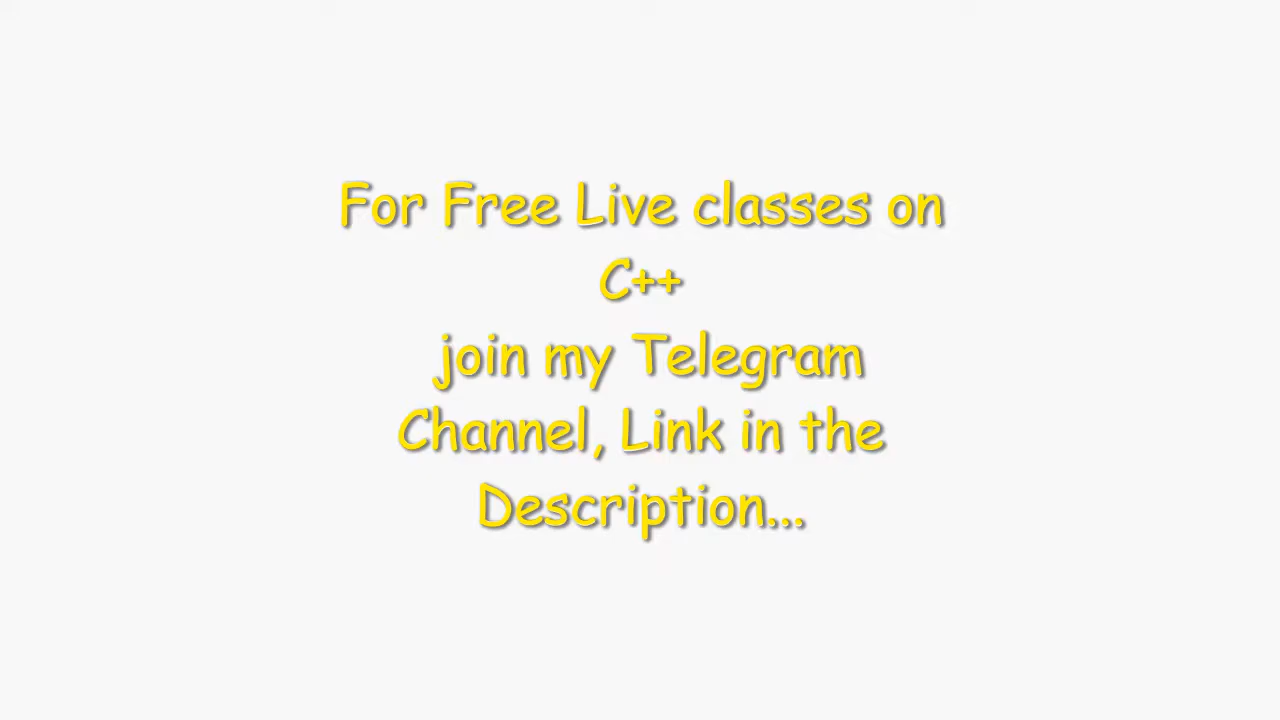 For Free Live classes on
C++
join my Telegram
Channel, Link in the
Description...